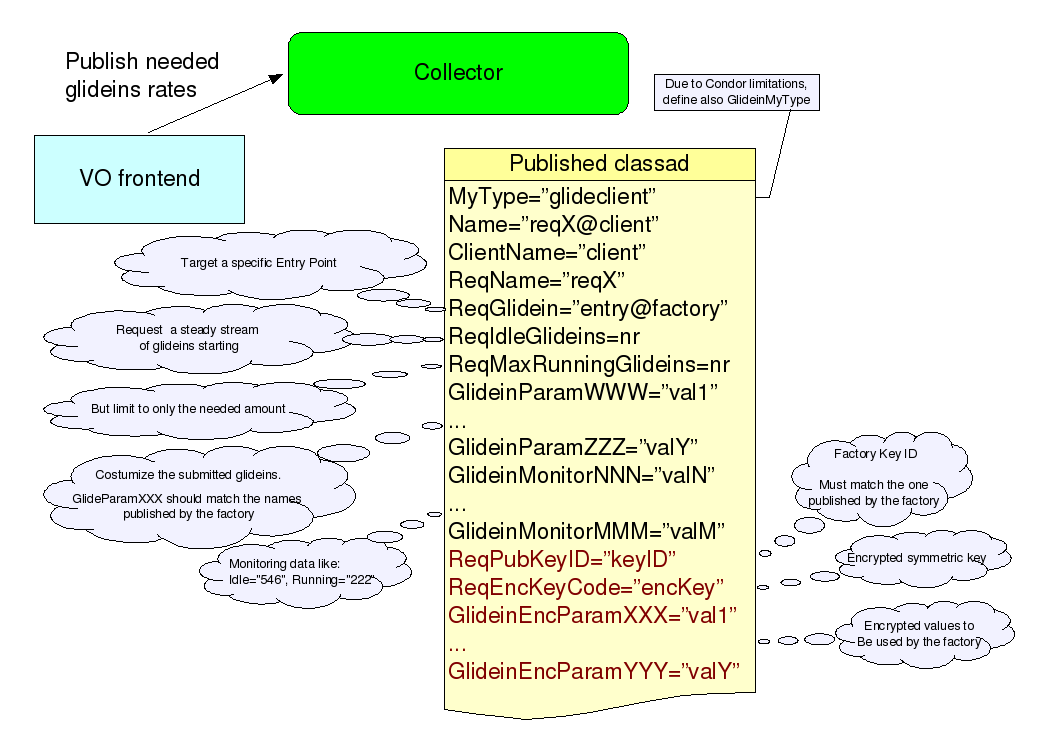 Publish needed
glideins rates
Collector
Due to Condor limitations,
define also GlideinMyType
VO frontend
Published classad
MyType=”glideclient”
Name=”reqX@client”
ClientName=”client”
ReqName=”reqX”
ReqGlidein=”entry@factory”
ReqIdleGlideins=nr
ReqMaxRunningGlideins=nr
GlideinParamWWW=”val1”
...
GlideinParamZZZ=”valY”
GlideinMonitorNNN=”valN”
...
GlideinMonitorMMM=”valM”
ReqPubKeyID=”keyID”
ReqEncKeyCode=”encKey”
GlideinEncParamXXX=”val1”
...
GlideinEncParamYYY=”valY”
Target a specific Entry Point
Request a steady stream
of glideins starting
But limit to only the needed amount
Costumize the submitted glideins.
GlideParamXXX should match the names
published by the factory
Monitoring data like:
Idle="546", Running="222"
Factory Key ID
Must match the one
published by the factory
Encrypted symmetric key
Encrypted values to
Be used by the factory